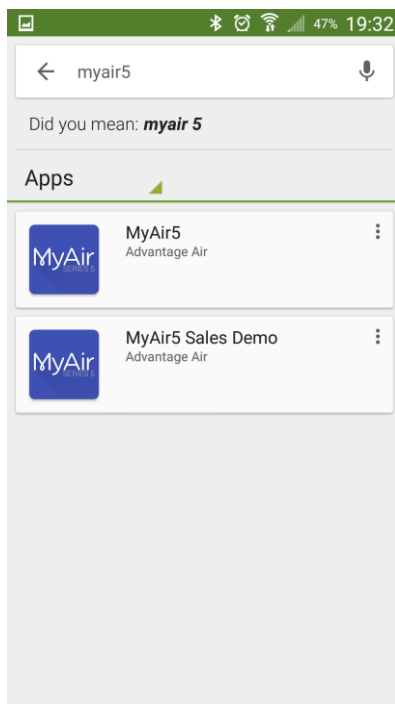 47% 19:32
myair5
Did you mean: myair 5
Apps
MyAir
SERIES 5
MyAir5
Advantage Air
MyAir
SERIES 5
MyAir5 Sales Demo
Advantage Air